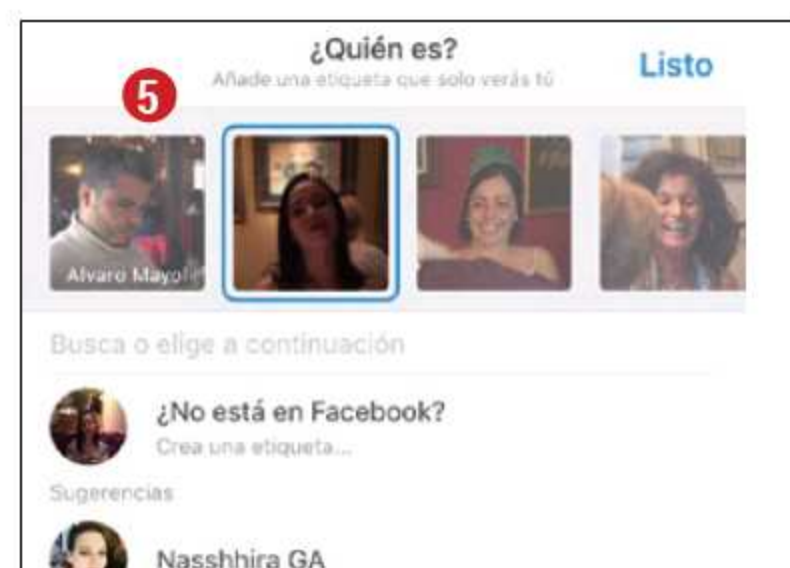 ¿Quién es?
Añade una etiqueta que solo verás tú
Listo
5
Alvaro Mayol
Busca o elige a continuación
¿No está en Facebook?
Crea una etiqueta...
Sugerencias
Nasshhira GA